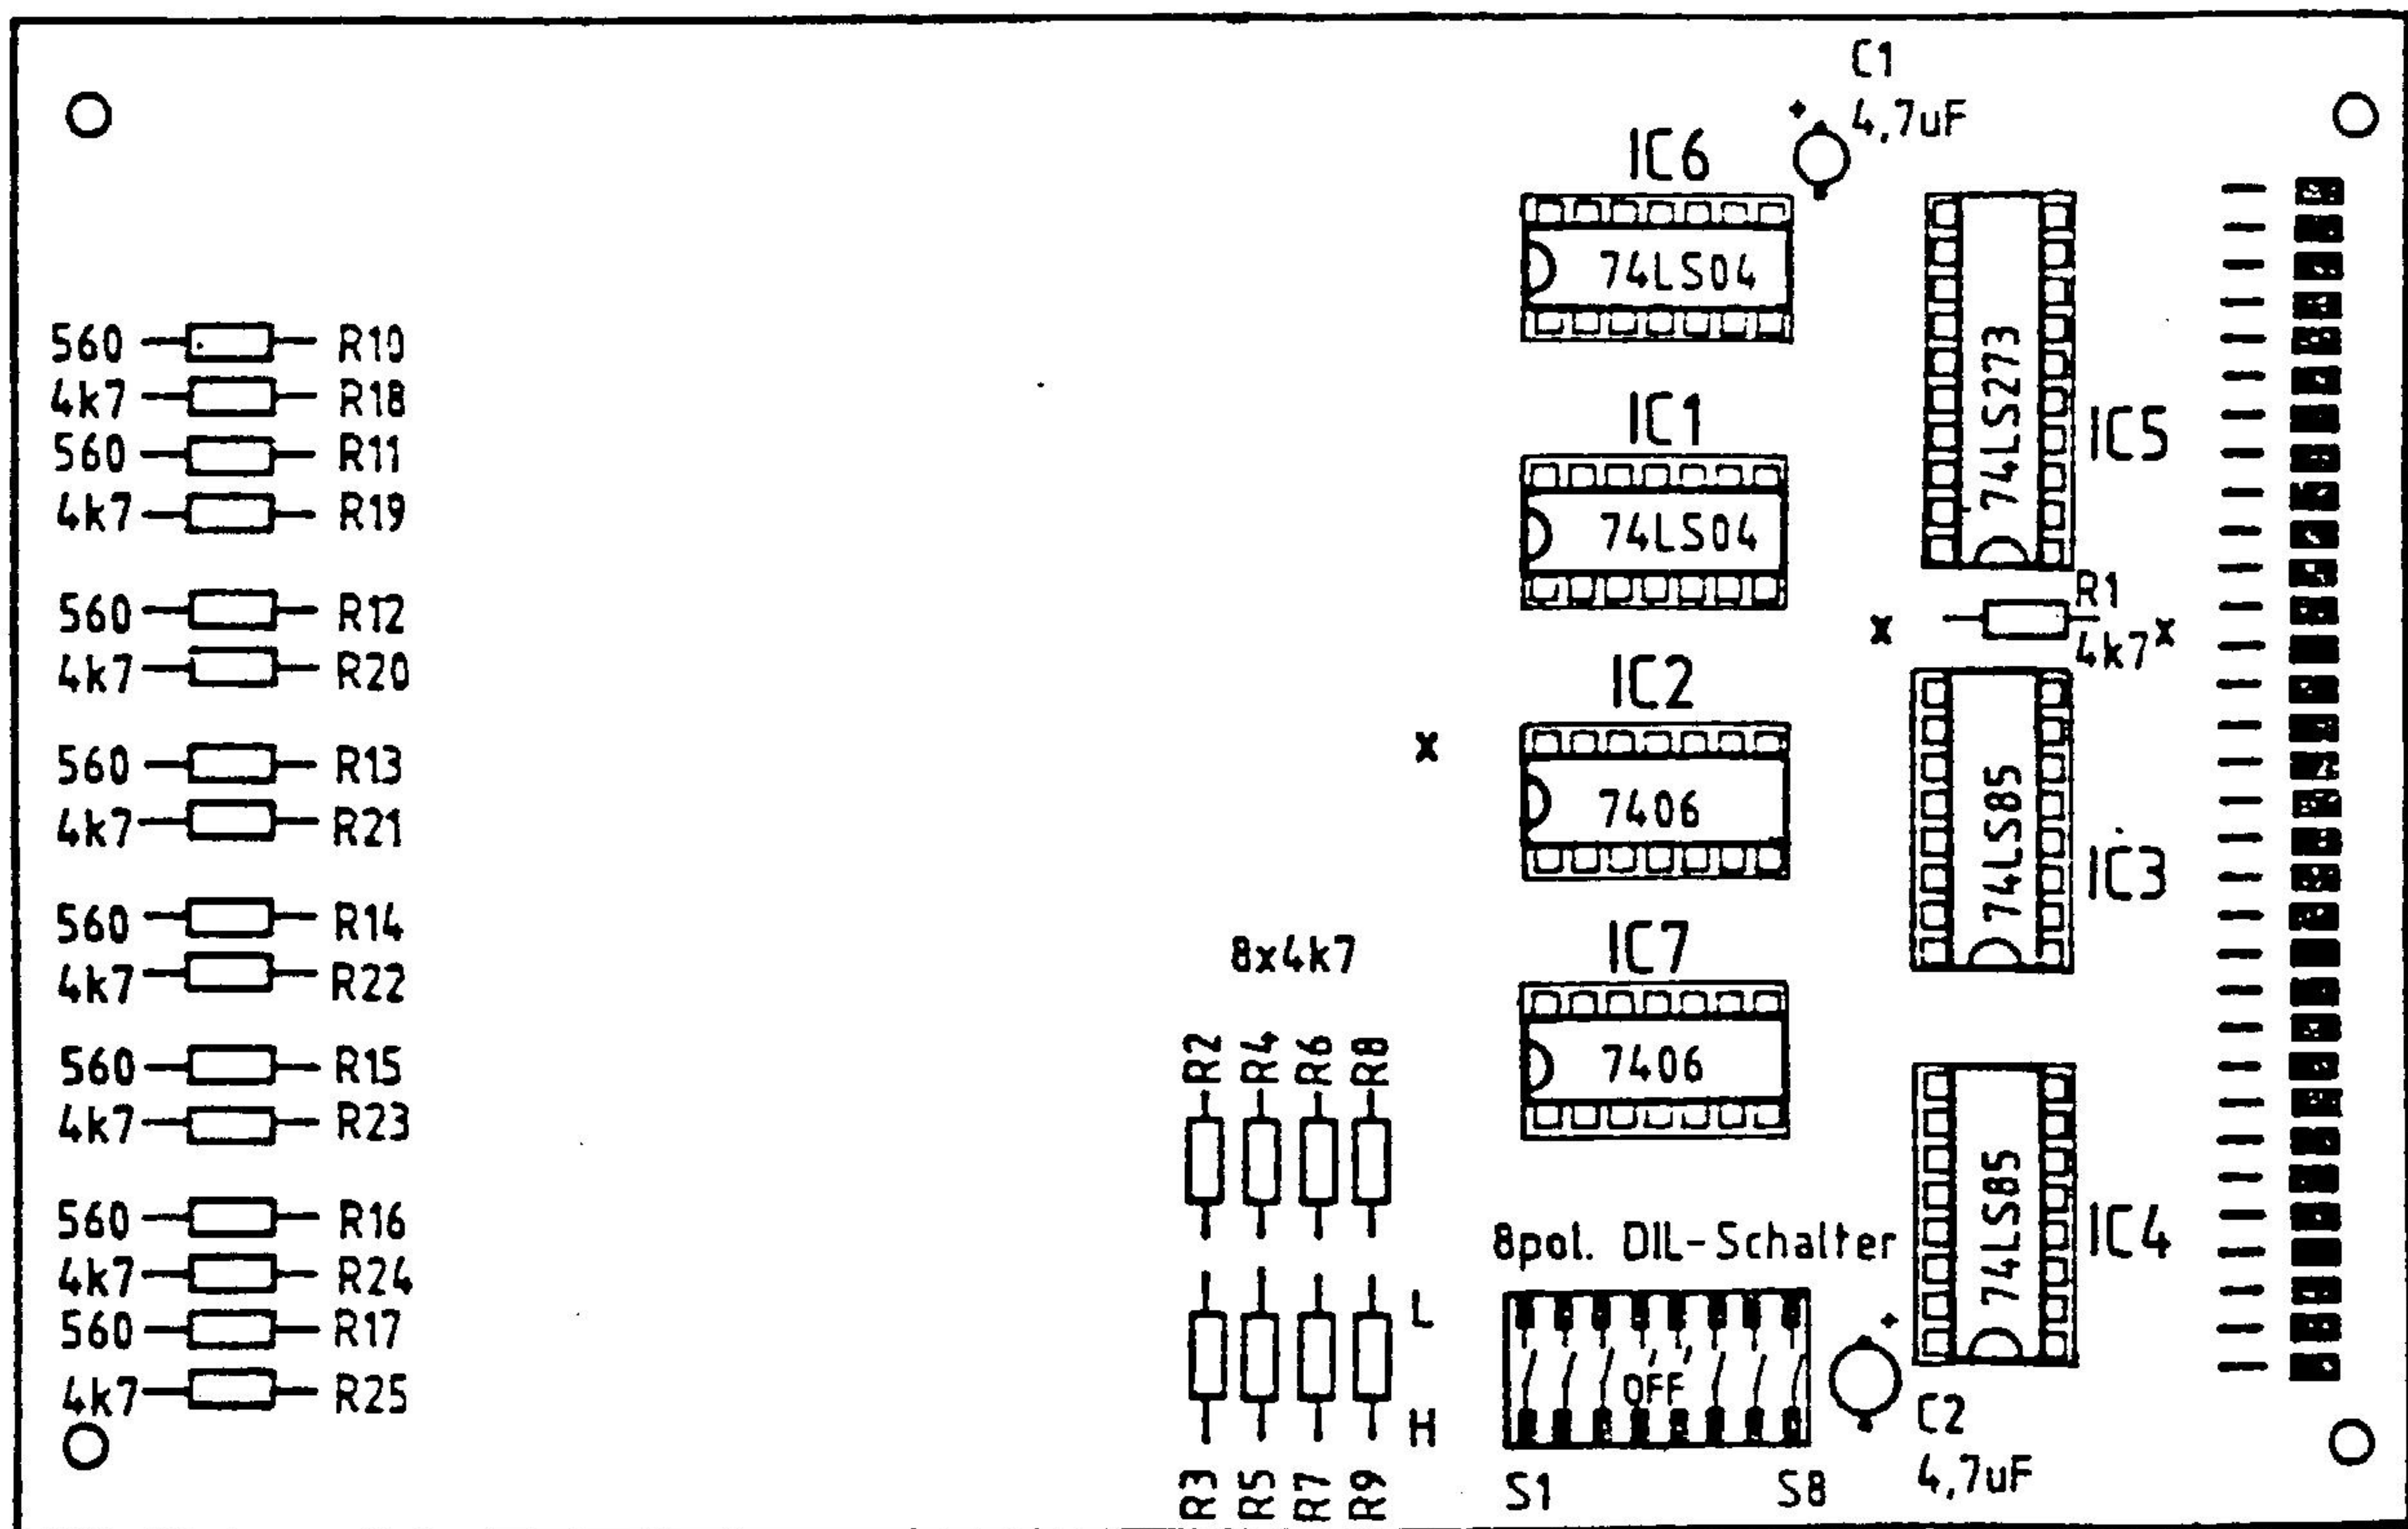 C1
4,7uF
+
IC6
74LS04
74LS273
IC5
560 R10
4k7 R18
560 R11
4k7 R19
560 R12
4k7 R20
560 R13
4k7 R21
560 R14
4k7 R22
560 R15
4k7 R23
560 R16
4k7 R24
560 R17
4k7 R25
IC1
74LS04
R1
4k7
x
x
IC2
x
7406
74LS85
IC3
IC7
7406
8x4k7
R2 R4 R6 R8
R3 R5 R7 R9
L
H
8pol. DIL-Schalter
OFF
S1 S8
74LS85
IC4
+
C2
4,7uF